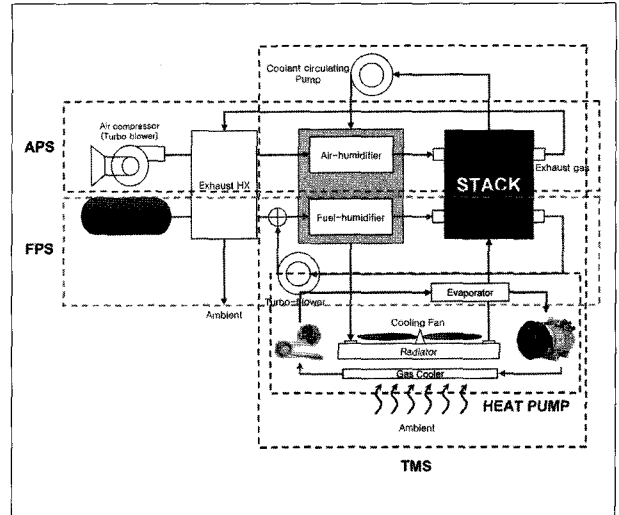 Coolant circulating
Pump
Air compressor
(Turbo blower)
APS
Exhaust HX
Air-humidifier
Exhaust gas
STACK
Fuel-humidifier
FPS
Ambient
Turbo-blower
Evaporator
Cooling Fan
Radiator
Gas Cooler
HEAT PUMP
Ambient
TMS